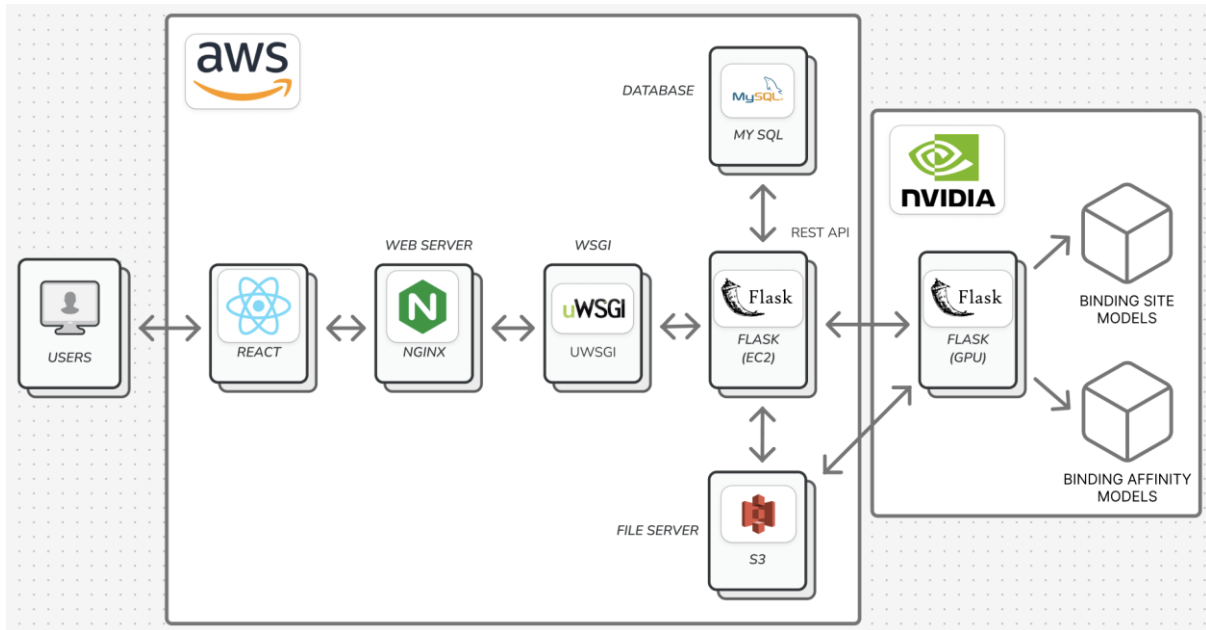 aws
DATABASE
MySQL
MY SQL
NVIDIA
REST API
WEB SERVER
WSGI
N
uWSGI
Flask
Flask
USERS
REACT
NGINX
UWSGI
FLASK
(EC2)
FLASK
(GPU)
BINDING SITE
MODELS
BINDING AFFINITY
MODELS
FILE SERVER
S3